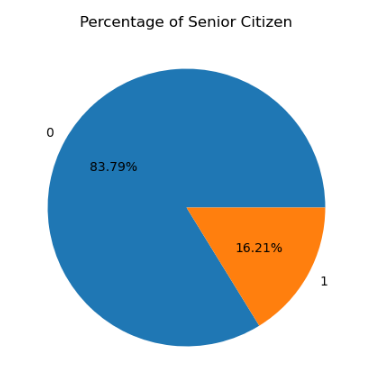 Percentage of Senior Citizen
0
83.79%
16.21%
1